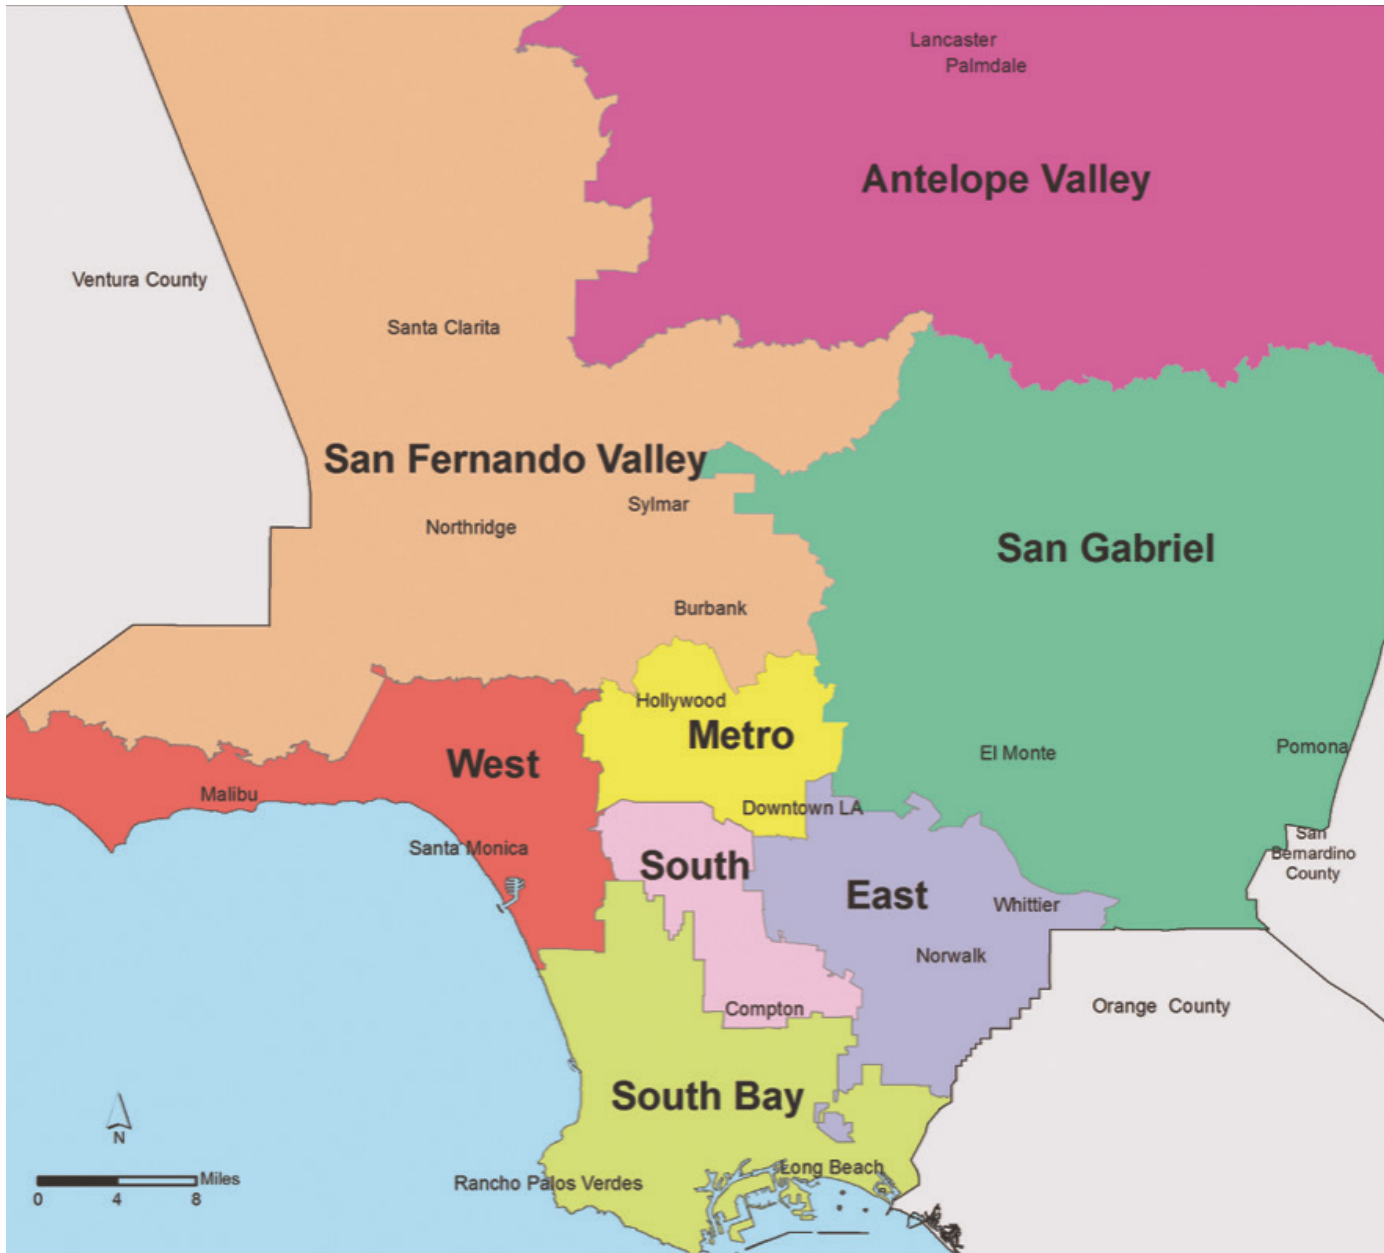 Lancaster
Palmdale
Antelope Valley
Ventura County
Santa Clarita
San Fernando Valley
Sylmar
Northridge
San Gabriel
Burbank
Hollywood
Metro
West
El Monte
Pomona
Malibu
Downtown LA
Santa Monica
South
San
Bernardino
County
East
Whittier
Norwalk
Compton
Orange County
South Bay
N
Long Beach
Rancho Palos Verdes
Miles
0 4 8